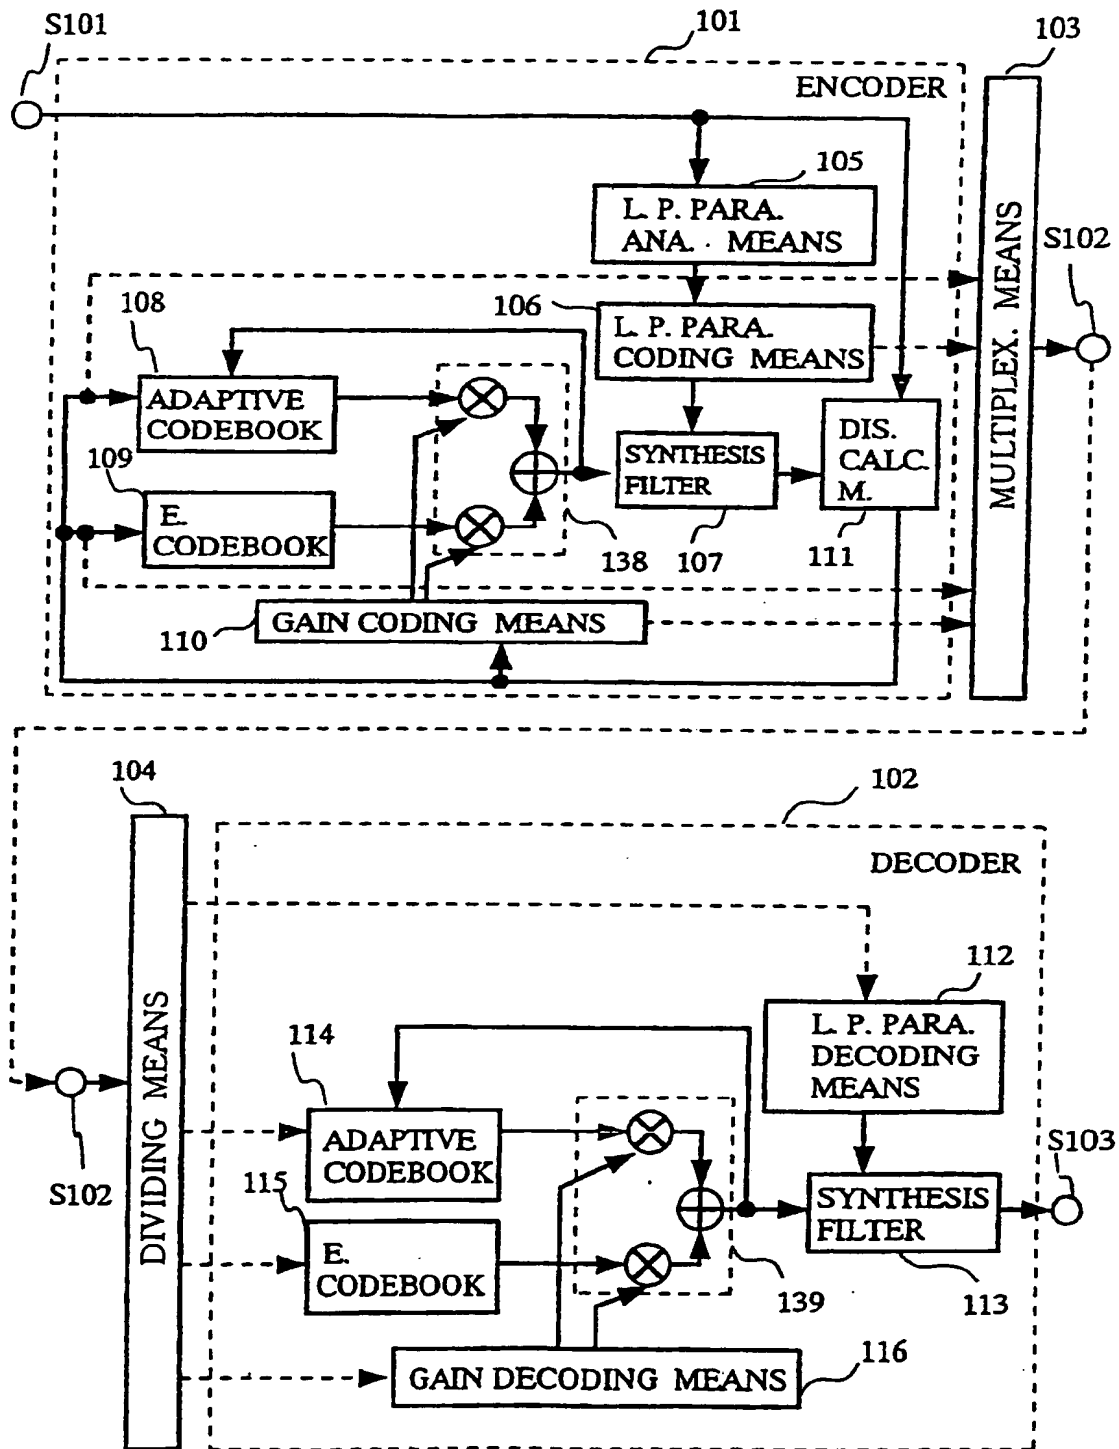 S101
101
103
ENCODER
105
L. P. PARA.
ANA. MEANS
MULTIPLEX. MEANS
S102
108
106
L. P. PARA.
CODING MEANS
ADAPTIVE
CODEBOOK
DIS.
CALC.
M.
SYNTHESIS
FILTER
109
E.
CODEBOOK
138
107
111
110
GAIN CODING MEANS
104
102
DECODER
DIVIDING MEANS
112
L. P. PARA.
DECODING
MEANS
114
ADAPTIVE
CODEBOOK
S102
S103
115
SYNTHESIS
FILTER
E.
CODEBOOK
139
113
116
GAIN DECODING MEANS